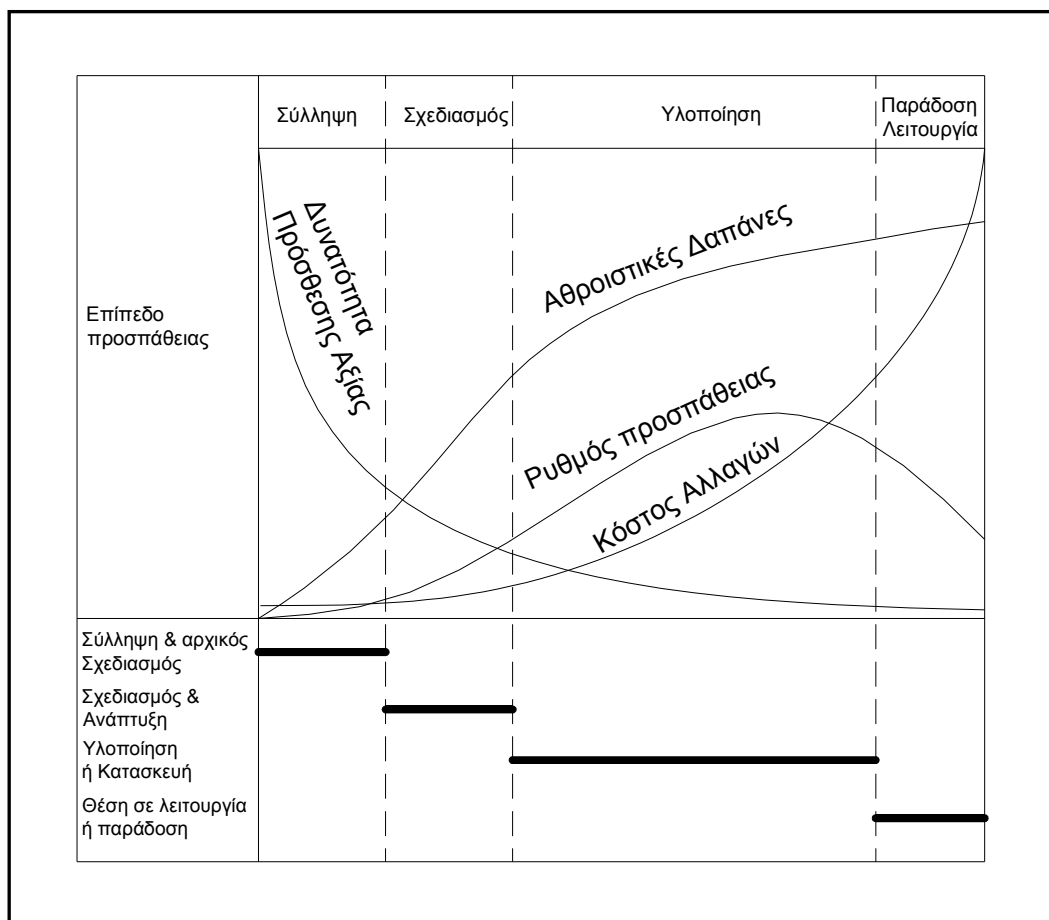 Σύλληψη
Σχεδιασμός
Υλοποίηση
Παράδοση
Λειτουργία
Επίπεδο
προσπάθειας
Δυνατότητα
Πρόσθεσης Αξίας
Αθροιστικές Δαπάνες
Ρυθμός προσπάθειας
Κόστος Αλλαγών
Σύλληψη & αρχικός
Σχεδιασμός
Σχεδιασμός &
Ανάπτυξη
Υλοποίηση
ή Κατασκευή
Θέση σε λειτουργία
ή παράδοση